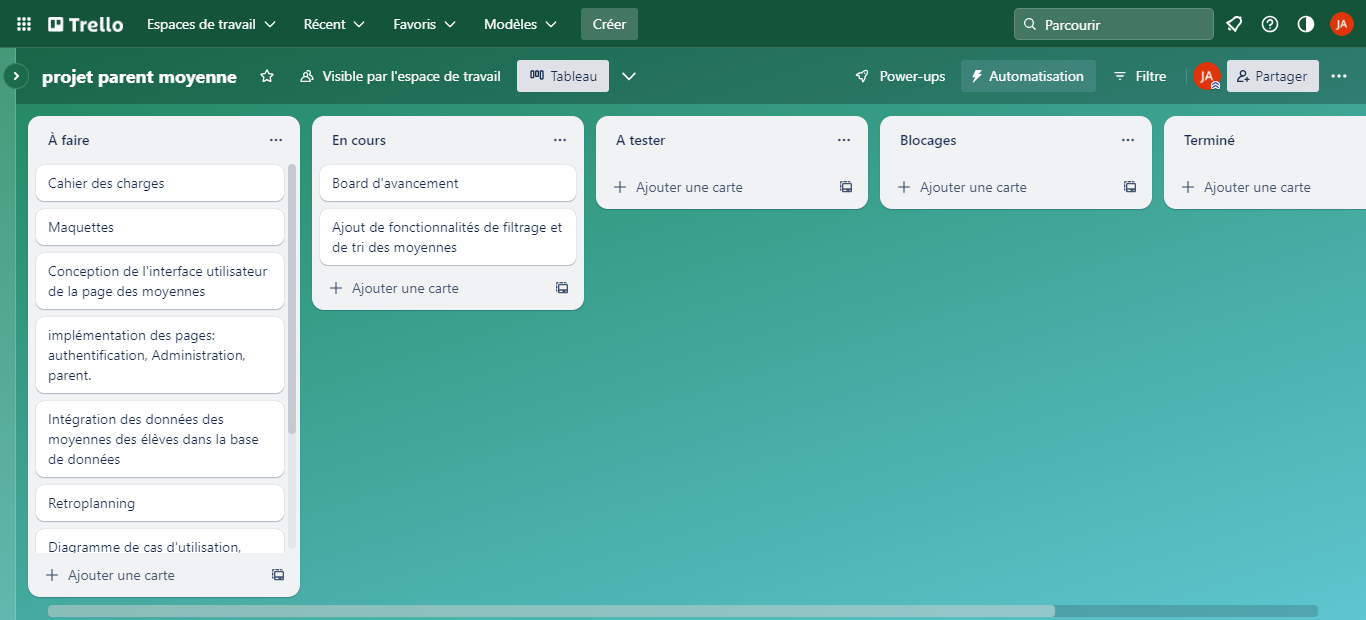 Trello
Espaces de travail
Récent
Favoris
Modèles
Créer
Parcourir
JA
projet parent moyenne
Visible par l'espace de travail
Tableau
Power-ups
Automatisation
Filtre
JA
Partager
À faire
Cahier des charges
Maquettes
Conception de l'interface utilisateur
de la page des moyennes
implémentation des pages:
authentification, Administration,
parent.
Intégration des données des
moyennes des élèves dans la base
de données
Retroplanning
Diagramme de cas d'utilisation,
Ajouter une carte
En cours
Board d'avancement
Ajout de fonctionnalités de filtrage et
de tri des moyennes
Ajouter une carte
A tester
Ajouter une carte
Blocages
Ajouter une carte
Terminé
Ajouter une carte